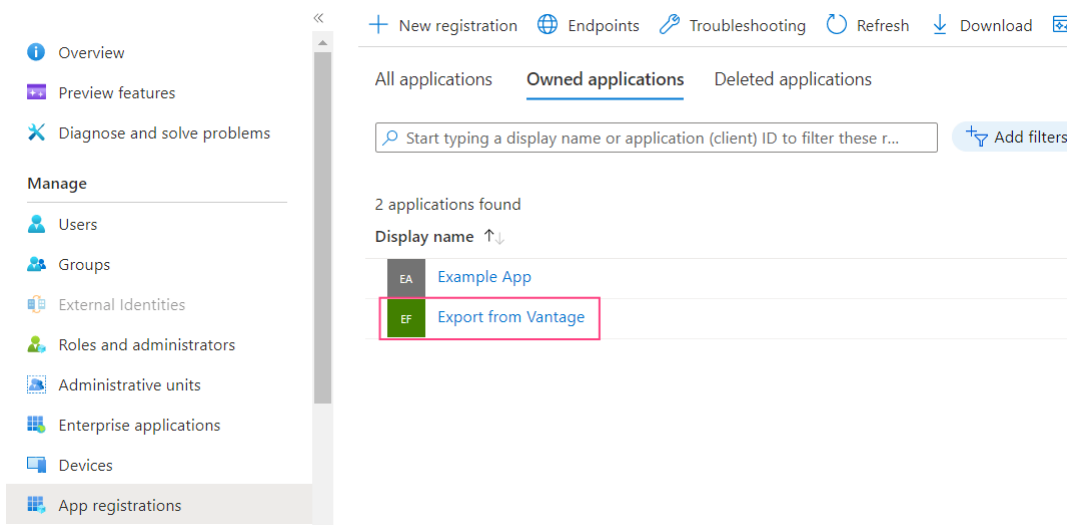 «
Overview
Preview features
Diagnose and solve problems
Manage
Users
Groups
External Identities
Roles and administrators
Administrative units
Enterprise applications
Devices
App registrations
New registration Endpoints Troubleshooting Refresh Download
All applications Owned applications Deleted applications
Start typing a display name or application (client) ID to filter these r... Add filters
2 applications found
Display name ↑↓
EA Example App
EF Export from Vantage